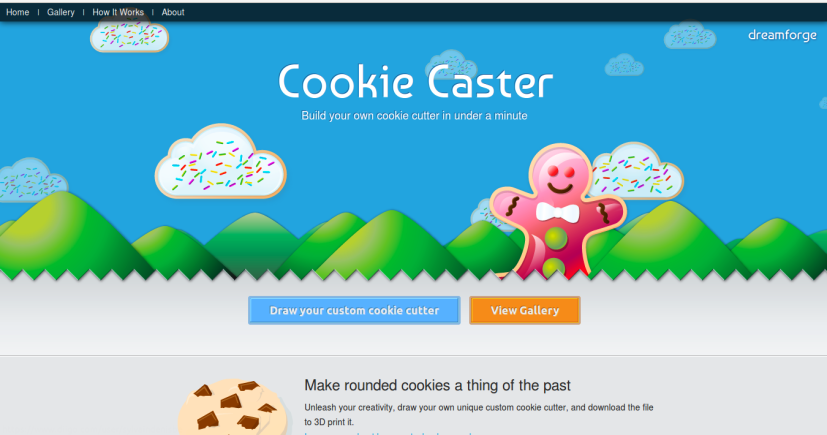 Home | Gallery | How It Works | About
dreamforge
Cookie Caster
Build your own cookie cutter in under a minute
Draw your custom cookie cutter
View Gallery
Make rounded cookies a thing of the past
Unleash your creativity, draw your own unique custom cookie cutter, and download the file
to 3D print it.